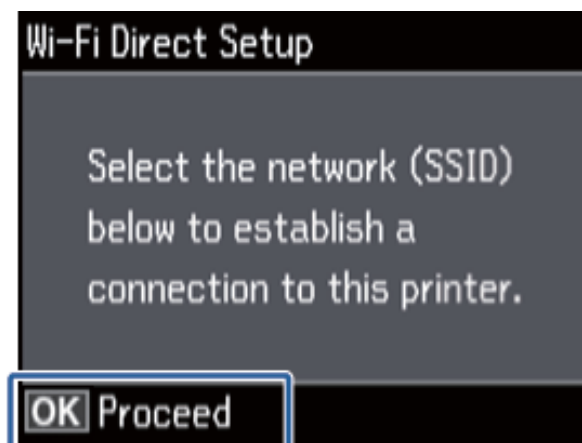 Wi-Fi Direct Setup
Select the network (SSID)
below to establish a
connection to this printer.
OK Proceed